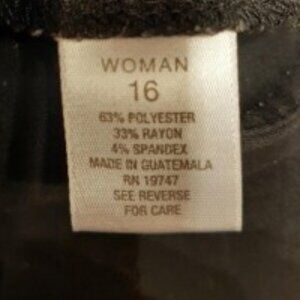 WOMAN
16
63% POLYESTER
33% RAYON
4% SPANDEX
MADE IN GUATEMALA
RN 19747
SEE REVERSE
FOR CARE